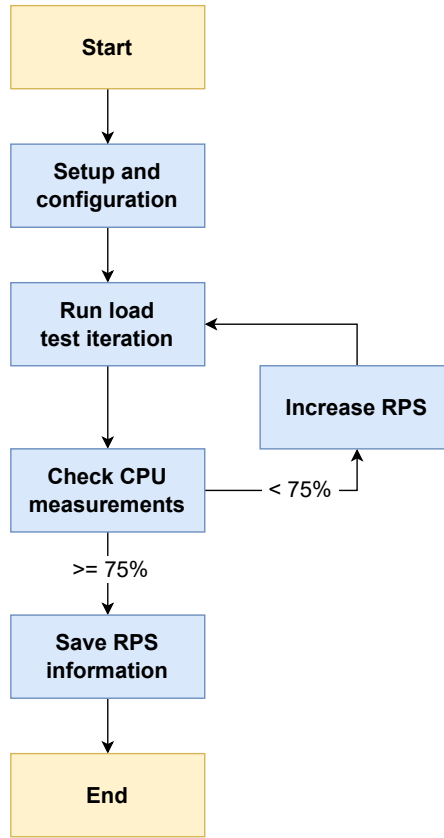 Start
Setup and
configuration
Run load
test iteration
Increase RPS
Check CPU
measurements
< 75%
>= 75%
Save RPS
information
End